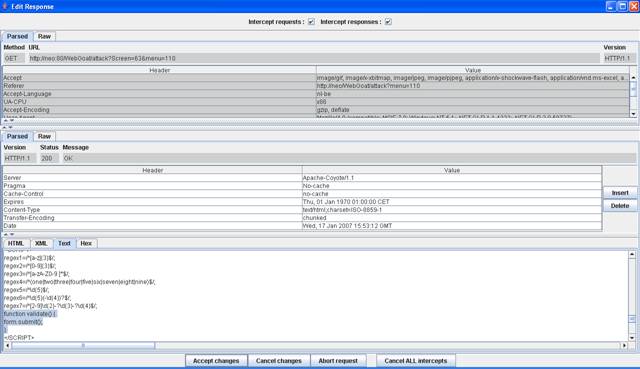 Edit Response
Intercept requests : Intercept responses :
Parsed Raw
Method URL Version
GET http://neo:80/WebGoat/attack?Screen=63&menu=110 HTTP/1.1
Header Value
Accept image/gif, image/x-xbitmap, image/jpeg, image/pjpeg, application/x-shockwave-flash, application/vnd.ms-excel, a...
Referer http://neo/WebGoat/attack?menu=110
Accept-Language nl-be
UA-CPU x86
Accept-Encoding gzip, deflate
Parsed Raw
Version Status Message
HTTP/1.1 200 OK
Header Value
Server Apache-Coyote/1.1
Pragma No-cache
Cache-Control no-cache
Expires Thu, 01 Jan 1970 01:00:00 CET
Content-Type text/html;charset=ISO-8859-1
Transfer-Encoding chunked
Date Wed, 17 Jan 2007 15:53:12 GMT
Insert
Delete
HTML XML Text Hex
regex1=/^[a-z]{3}$/;
regex2=/^[0-9]{3}$/;
regex3=/^[a-zA-Z0-9 ]*$/;
regex4=/^(one|two|three|four|five|six|seven|eight|nine)$/;
regex5=/^\d{5}$/;
regex6=/^\d{5}(-\d{4})?$/;
regex7=/^[2-9]\d{2}-?\d{3}-?\d{4}$/;
function validate() {
form.submit();
}
</SCRIPT>
Accept changes Cancel changes Abort request Cancel ALL intercepts